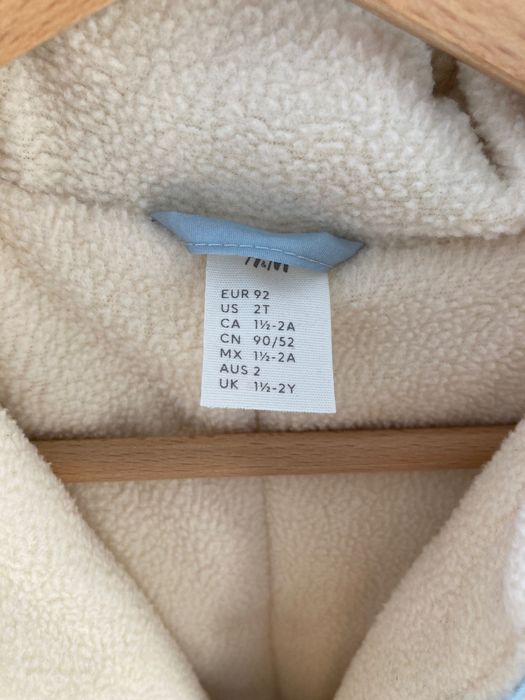 H&M
EUR 92
US 2T
CA 1½-2A
CN 90/52
MX 1½-2A
AUS 2
UK 1½-2Y